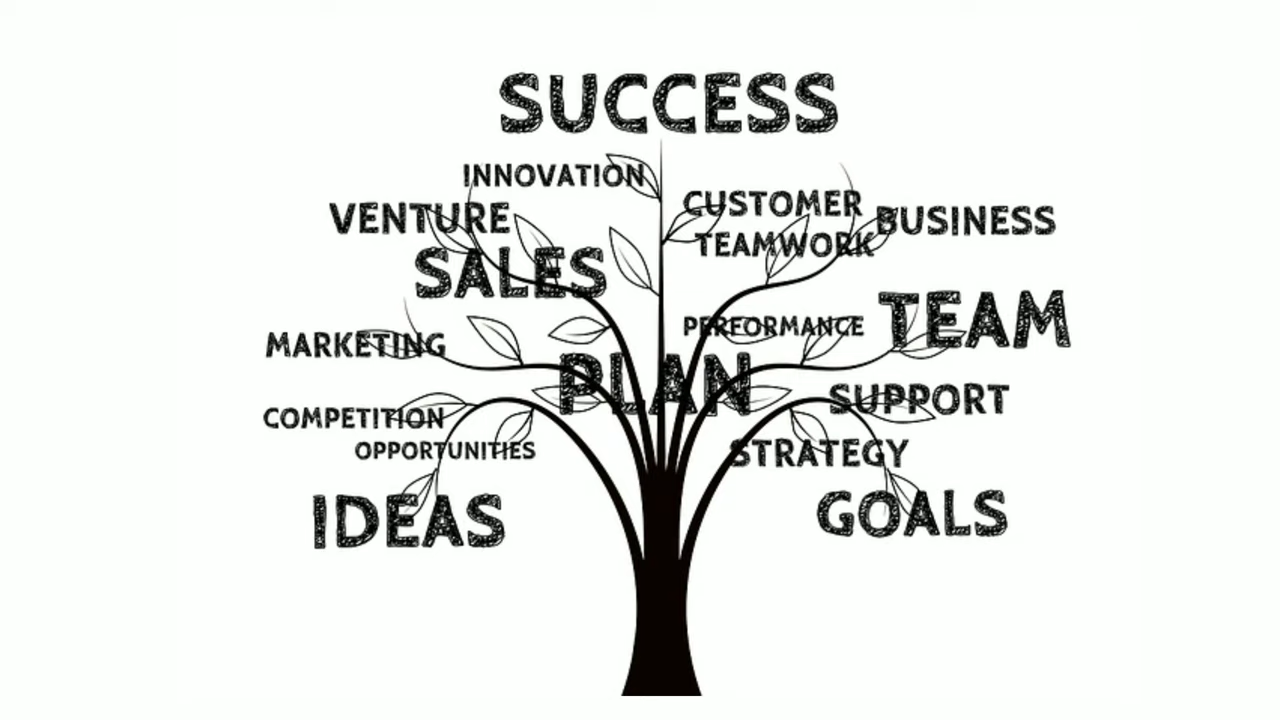 SUCCESS
INNOVATION
CUSTOMER
VENTURE
BUSINESS
TEAMWORK
SALES
TEAM
PERFORMANCE
MARKETING
PLAN
SUPPORT
COMPETITION
OPPORTUNITIES
STRATEGY
IDEAS
GOALS